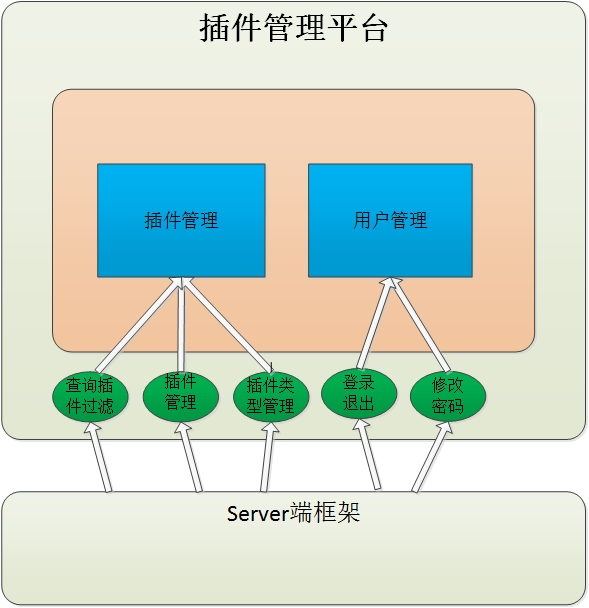 插件管理平台
插件管理
用户管理
查询插
件过滤
插件
管理
插件类
型管理
登录
退出
修改
密码
Server端框架